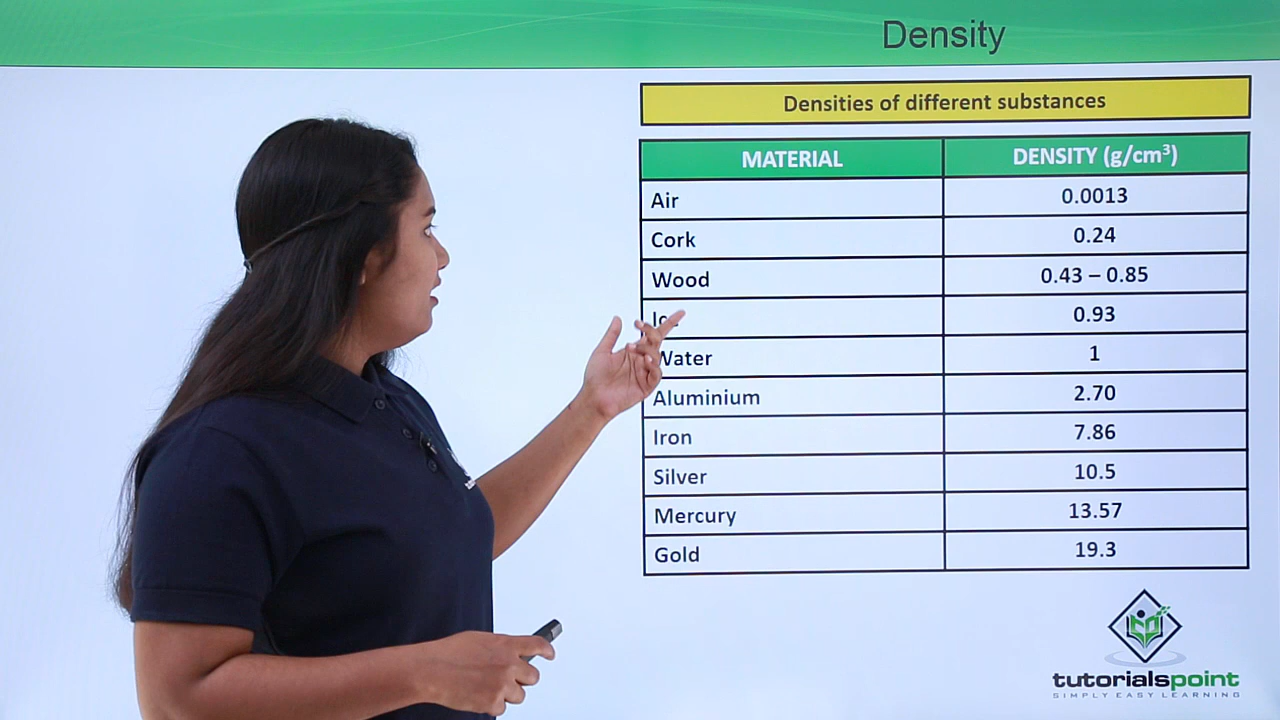 Density
Densities of different substances
MATERIAL DENSITY (g/cm³)
Air 0.0013
Cork 0.24
Wood 0.43 – 0.85
Ice 0.93
Water 1
Aluminium 2.70
Iron 7.86
Silver 10.5
Mercury 13.57
Gold 19.3
tutorialspoint
SIMPLY EASY LEARNING